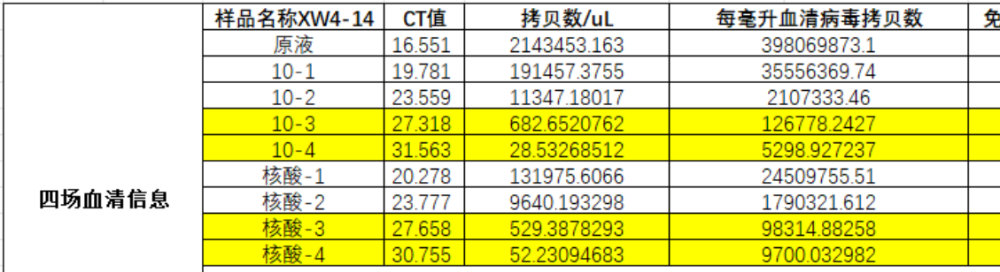 样品名称XW4-14 CT值 拷贝数/uL 每毫升血清病毒拷贝数
原液 16.551 2143453.163 398069873.1
10-1 19.781 191457.3755 35556369.74
10-2 23.559 11347.18017 2107333.46
10-3 27.318 682.6520762 126778.2427
10-4 31.563 28.53268512 5298.927237
核酸-1 20.278 131975.6066 24509755.51
四场血清信息
核酸-2 23.777 9640.193298 1790321.612
核酸-3 27.658 529.3878293 98314.88258
核酸-4 30.755 52.23094683 9700.032982